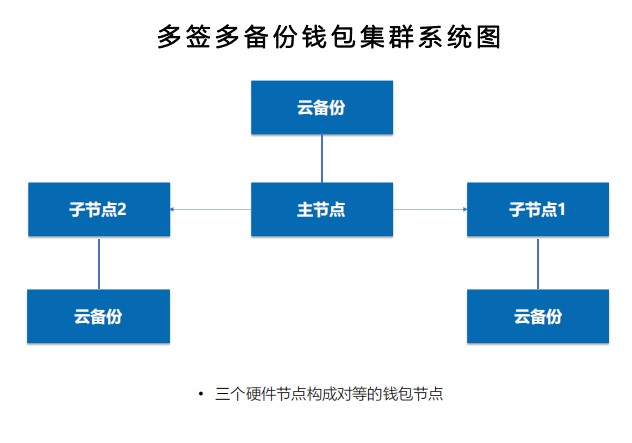 多签多备份钱包集群系统图
云备份
子节点2
主节点
子节点1
云备份
云备份
• 三个硬件节点构成对等的钱包节点